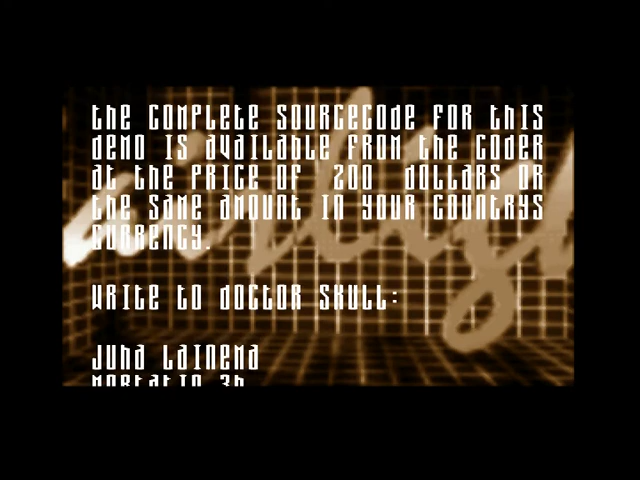 the COMPLETE SOURCECODE FOR thIS
dEMO IS AVAILABLE FROM the CODER
at the PRICE OF 200 dOLLARS OR
the SAME AMOUNT IN YOUR COUNTRYS
CURRENCY.
WRITE to dOCTOR SKULL:
JUhA LAINEMA